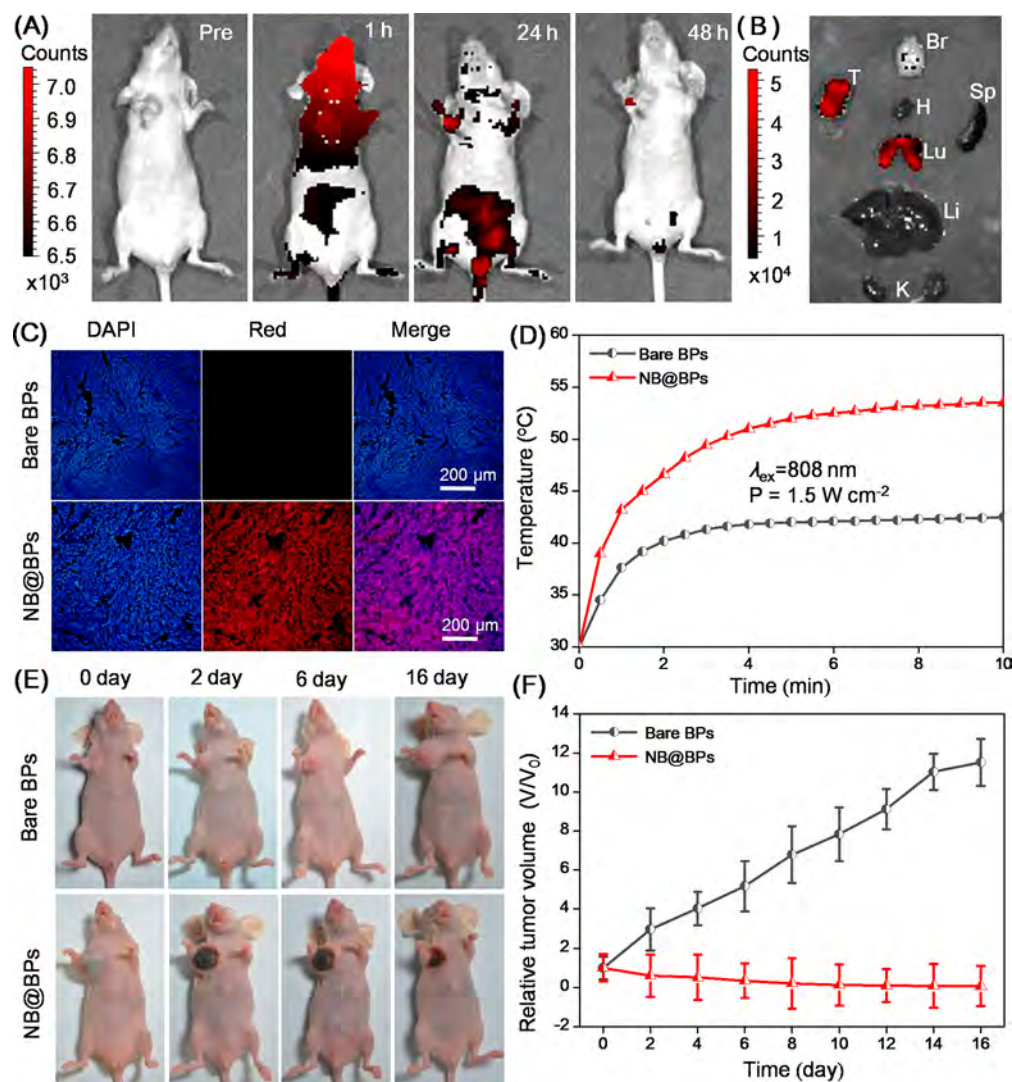 (A)
Counts
7.0
6.9
6.8
6.7
6.6
6.5
x10³
Pre
1 h
24 h
48 h
(B)
Counts
5
4
3
2
1
x10⁴
Br
T
H
Sp
Lu
Li
K
(C)
DAPI
Red
Merge
Bare BPs
200 µm
NB@BPs
200 µm
(D)
Bare BPs
NB@BPs
λex=808 nm
P = 1.5 W cm⁻²
Temperature (°C)
60
55
50
45
40
35
30
0 2 4 6 8 10
Time (min)
(E)
0 day 2 day 6 day 16 day
Bare BPs
NB@BPs
(F)
Bare BPs
NB@BPs
Relative tumor volume (V/V₀)
14
12
10
8
6
4
2
0
-2
0 2 4 6 8 10 12 14 16
Time (day)